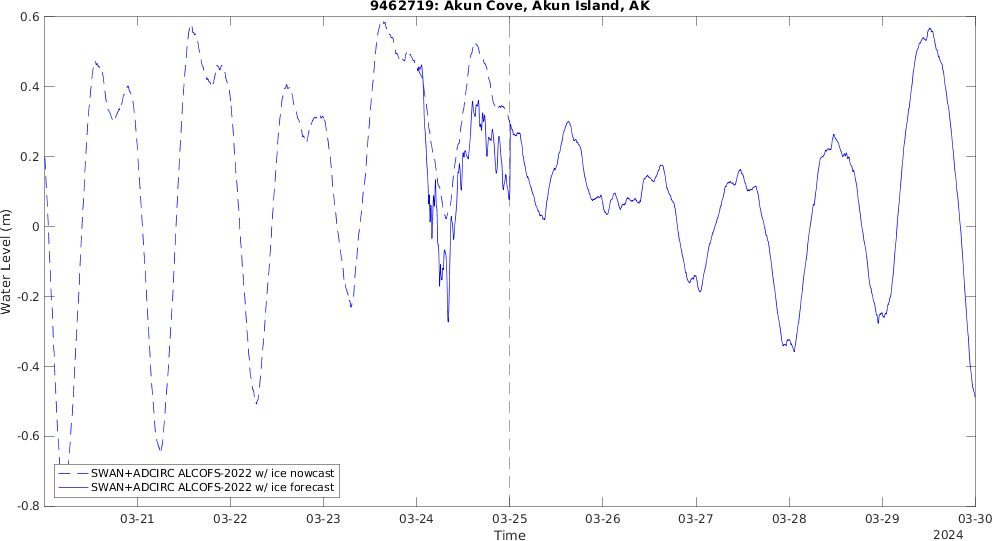 9462719: Akun Cove, Akun Island, AK
0.6
0.4
0.2
0
-0.2
-0.4
-0.6
-0.8
Water Level (m)
SWAN+ADCIRC ALCOFS-2022 w/ ice nowcast
SWAN+ADCIRC ALCOFS-2022 w/ ice forecast
03-21 03-22 03-23 03-24 03-25 03-26 03-27 03-28 03-29 03-30
Time
2024